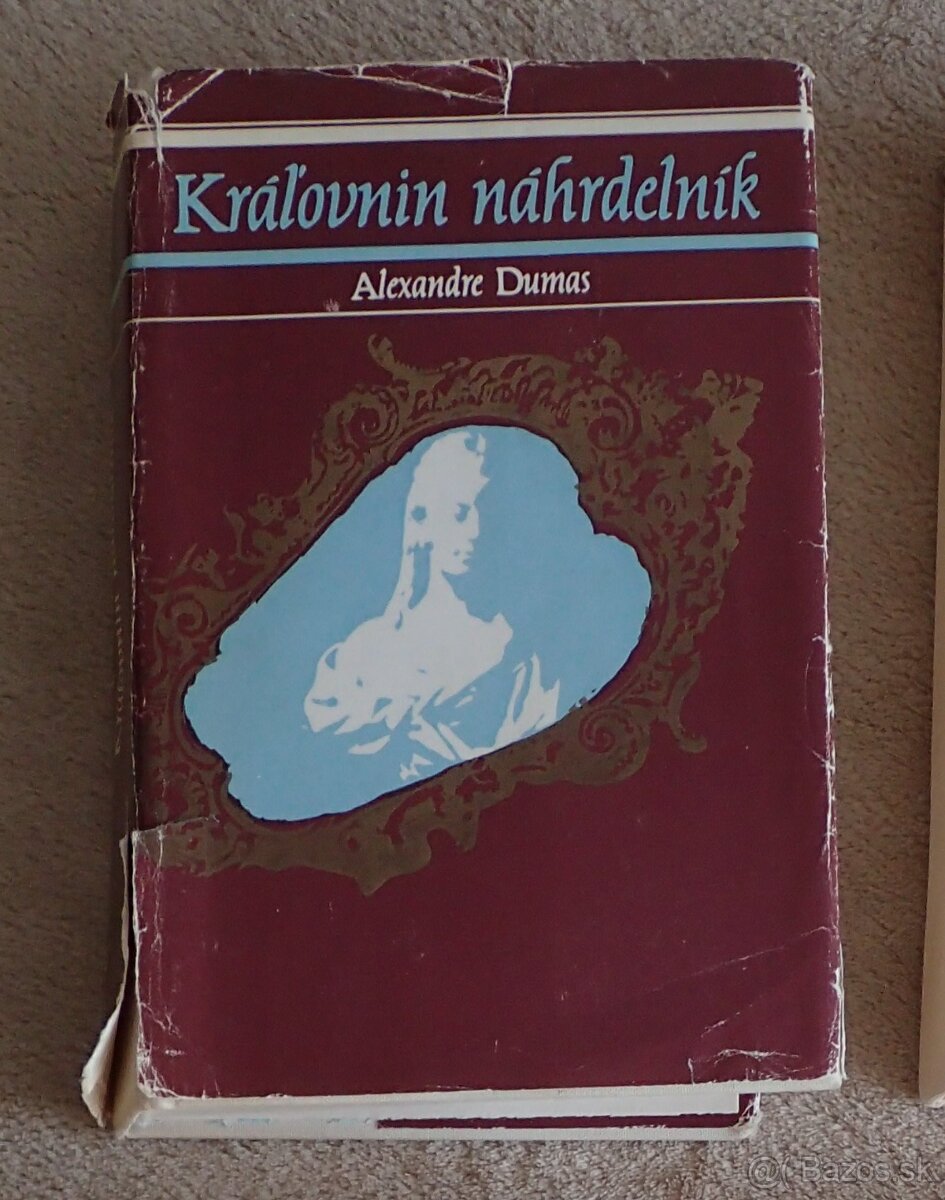 Kráľovnin náhrdelník
Alexandre Dumas
@( Bazos.sk